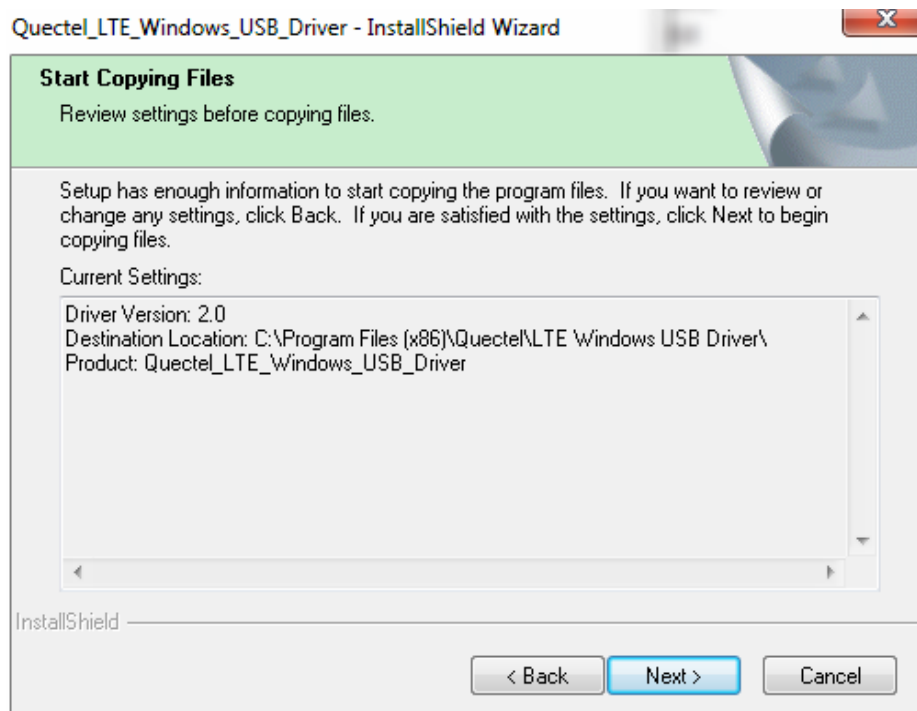 Quectel_LTE_Windows_USB_Driver - InstallShield Wizard
Start Copying Files
Review settings before copying files.
Setup has enough information to start copying the program files.  If you want to review or
change any settings, click Back.  If you are satisfied with the settings, click Next to begin
copying files.
Current Settings:
Driver Version: 2.0
Destination Location: C:\Program Files (x86)\Quectel\LTE Windows USB Driver\
Product: Quectel_LTE_Windows_USB_Driver
InstallShield
< Back
Next >
Cancel